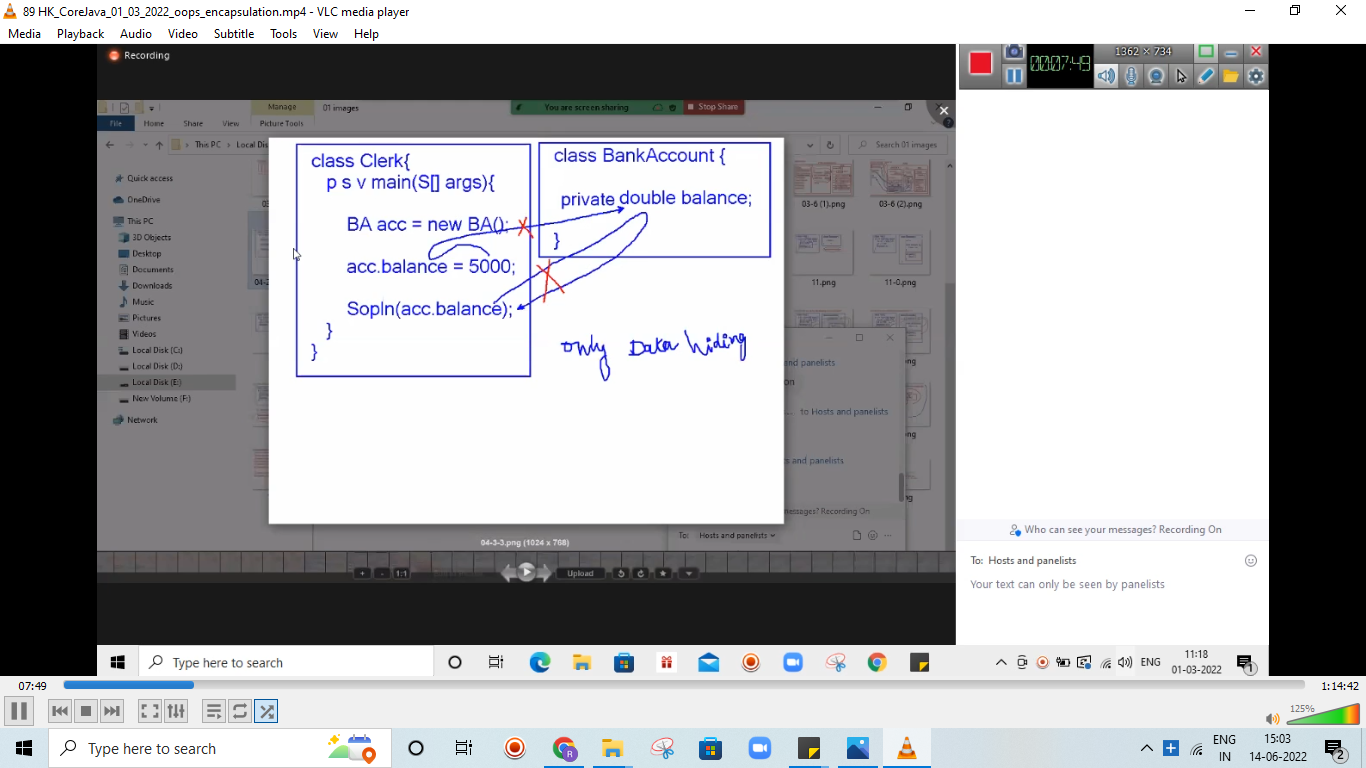 89 HK_CoreJava_01_03_2022_oops_encapsulation.mp4 - VLC media player
Media Playback Audio Video Subtitle Tools View Help
Recording
1362 × 734
00:07:49
Manage
01 images
You are screen sharing
Stop Share
File Home Share View Picture Tools
This PC
Search 01 images
Quick access
OneDrive
This PC
3D Objects
Desktop
Documents
Downloads
Music
Pictures
Videos
Local Disk (C:)
Local Disk (D:)
Local Disk (E:)
New Volume (F:)
Network
class Clerk{
p s v main(S[] args){
BA acc = new BA();
acc.balance = 5000;
Sopln(acc.balance);
}
}
class BankAccount {
private double balance;
}
only Data hiding
03-6 (1).png
03-6 (2).png
11.png
11-0.png
to Hosts and panelists
messages? Recording On
To: Hosts and panelists
04-3-3.png (1024 x 768)
1:1
Upload
Who can see your messages? Recording On
To: Hosts and panelists
Your text can only be seen by panelists
Type here to search
ENG
11:18
01-03-2022
1
07:49
1:14:42
125%
Type here to search
ENG
IN
15:03
14-06-2022
2